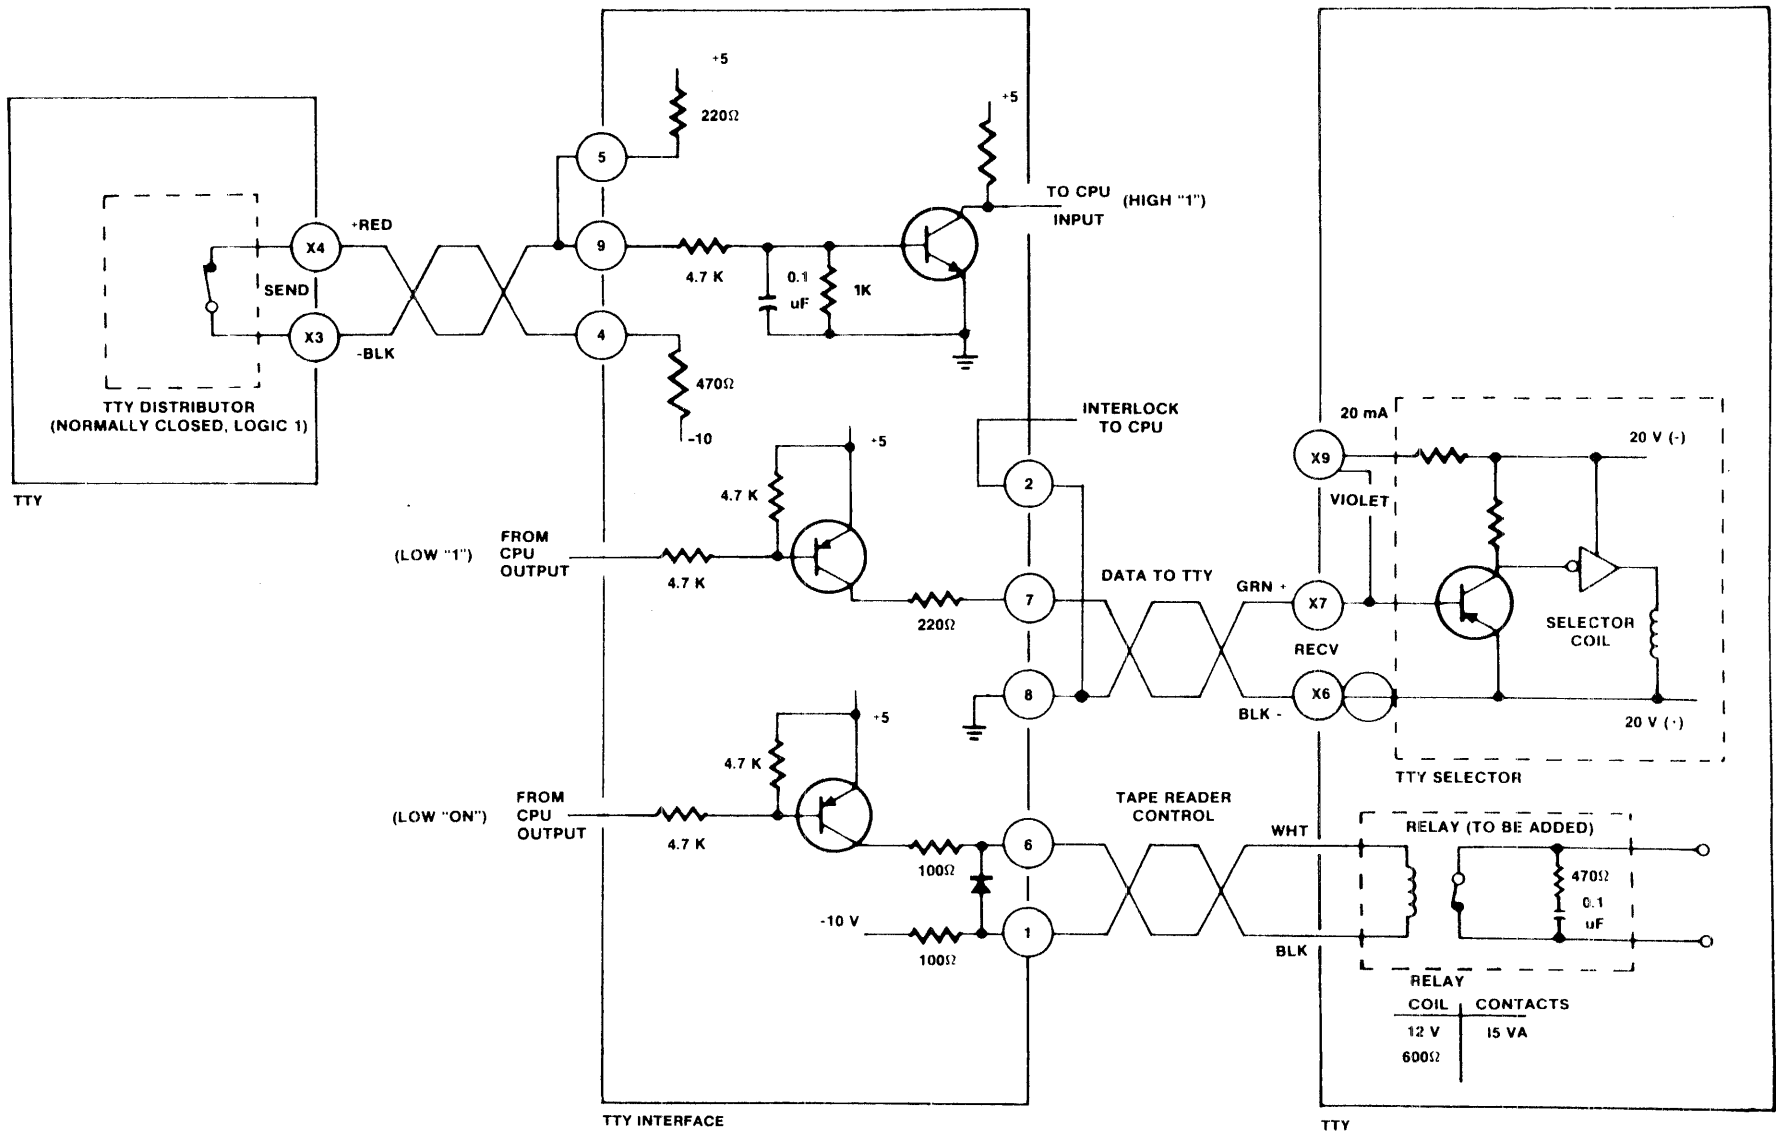 +5
220Ω
5
+5
TO CPU
INPUT
(HIGH "1")
X4
+RED
9
4.7 K
0.1
uF
1K
SEND
X3
-BLK
4
470Ω
-10
TTY DISTRIBUTOR
(NORMALLY CLOSED, LOGIC 1)
TTY
INTERLOCK
TO CPU
2
+5
4.7 K
(LOW "1")
FROM
CPU
OUTPUT
4.7 K
220Ω
7
DATA TO TTY
GRN +
X7
RECV
8
BLK -
X6
20 mA
X9
VIOLET
20 V (-)
SELECTOR
COIL
20 V (+)
TTY SELECTOR
+5
4.7 K
(LOW "ON")
FROM
CPU
OUTPUT
4.7 K
100Ω
6
-10 V
100Ω
1
TAPE READER
CONTROL
WHT
BLK
RELAY (TO BE ADDED)
470Ω
0.1
uF
RELAY
COIL
CONTACTS
12 V
15 VA
600Ω
TTY INTERFACE
TTY